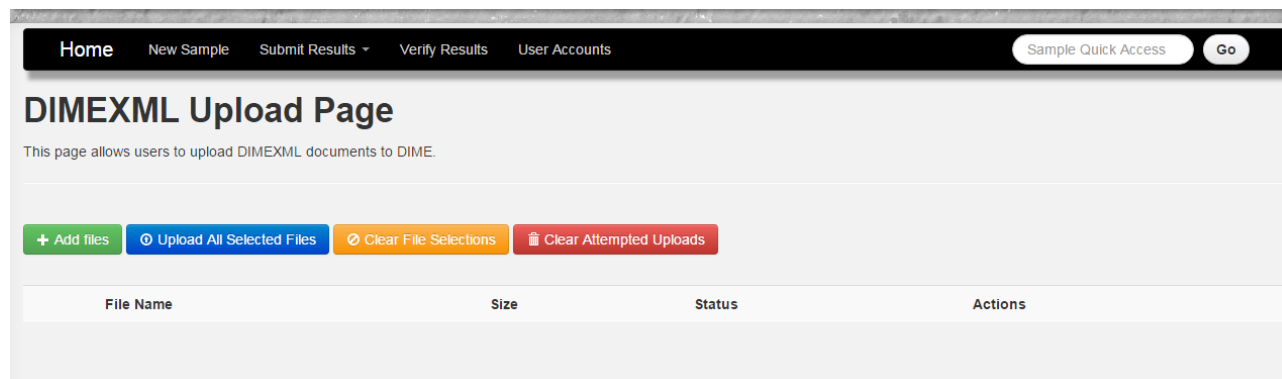 Home New Sample Submit Results Verify Results User Accounts Sample Quick Access Go
DIMEXML Upload Page
This page allows users to upload DIMEXML documents to DIME.
Add files Upload All Selected Files Clear File Selections Clear Attempted Uploads
File Name Size Status Actions